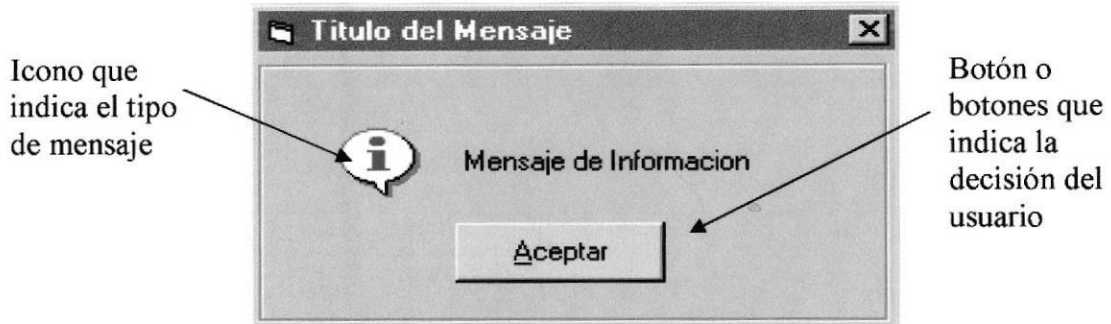 Titulo del Mensaje
Icono que
indica el tipo
de mensaje
Mensaje de Informacion
Aceptar
Botón o
botones que
indica la
decisión del
usuario